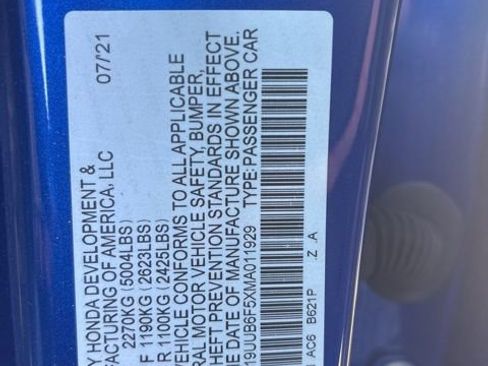 Y HONDA DEVELOPMENT & 07/21
FACTURING OF AMERICA, LLC
2270KG (5004LBS)
F 1190KG (2623LBS)
R 1100KG (2425LBS)
VEHICLE CONFORMS TO ALL APPLICABLE
RAL MOTOR VEHICLE SAFETY, BUMPER,
HEFT PREVENTION STANDARDS IN EFFECT
HE DATE OF MANUFACTURE SHOWN ABOVE.
19UUB6F5XMA011929 TYPE:PASSENGER CAR
AC6 B621P Z A